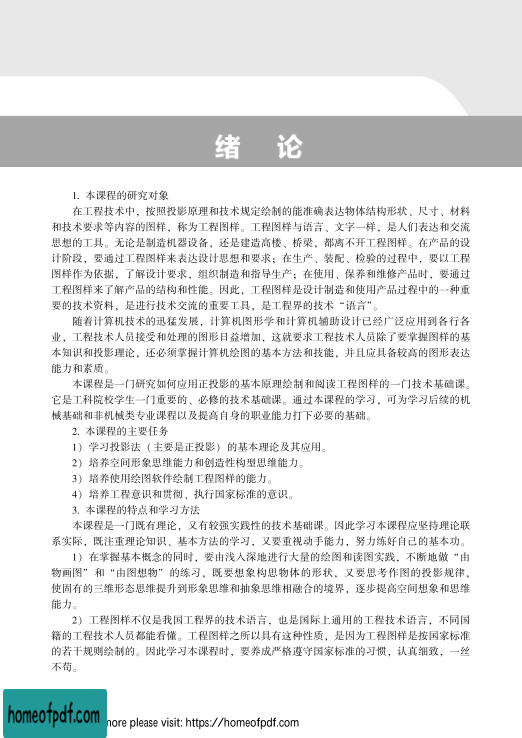 绪 论
1. 本课程的研究对象
在工程技术中，按照投影原理和技术规定绘制的能准确表达物体结构形状、尺寸、材料
和技术要求等内容的图样，称为工程图样。工程图样与语言、文字一样，是人们表达和交流
思想的工具。无论是制造机器设备，还是建造高楼、桥梁，都离不开工程图样。在产品的设
计阶段，要通过工程图样来表达设计思想和要求；在生产、装配、检验的过程中，要以工程
图样作为依据，了解设计要求，组织制造和指导生产；在使用、保养和维修产品时，要通过
工程图样来了解产品的结构和性能。因此，工程图样是设计制造和使用产品过程中的一种重
要的技术资料，是进行技术交流的重要工具，是工程界的技术“语言”。
随着计算机技术的迅猛发展，计算机图形学和计算机辅助设计已经广泛应用到各行各
业，工程技术人员接受和处理的图形日益增加，这就要求工程技术人员除了要掌握图样的基
本知识和投影理论，还必须掌握计算机绘图的基本方法和技能，并且应具备较高的图形表达
能力和素质。
本课程是一门研究如何应用正投影的基本原理绘制和阅读工程图样的一门技术基础课。
它是工科院校学生一门重要的、必修的技术基础课。通过本课程的学习，可为学习后续的机
械基础和非机械类专业课程以及提高自身的职业能力打下必要的基础。
2. 本课程的主要任务
1）学习投影法（主要是正投影）的基本理论及其应用。
2）培养空间形象思维能力和创造性构型思维能力。
3）培养使用绘图软件绘制工程图样的能力。
4）培养工程意识和贯彻、执行国家标准的意识。
3. 本课程的特点和学习方法
本课程是一门既有理论，又有较强实践性的技术基础课。因此学习本课程应坚持理论联
系实际，既注重理论知识、基本方法的学习，又要重视动手能力，努力练好自己的基本功。
1）在掌握基本概念的同时，要由浅入深地进行大量的绘图和读图实践，不断地做“由
物画图”和“由图想物”的练习，既要想象构思物体的形状，又要思考作图的投影规律，
使固有的三维形态思维提升到形象思维和抽象思维相融合的境界，逐步提高空间想象和思维
能力。
2）工程图样不仅是我国工程界的技术语言，也是国际上通用的工程技术语言，不同国
籍的工程技术人员都能看懂。工程图样之所以具有这种性质，是因为工程图样是按国家标准
的若干规则绘制的。因此学习本课程时，要养成严格遵守国家标准的习惯，认真细致，一丝
不苟。
homeofpdf.com
more please visit: https://homeofpdf.com